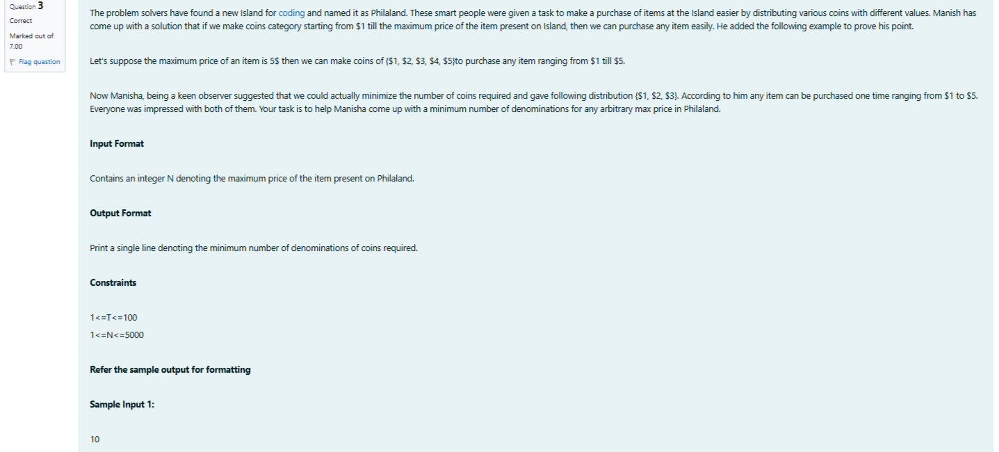 Question 3
Correct
Marked out of
7.00
Flag question
The problem solvers have found a new Island for coding and named it as Philaland. These smart people were given a task to make a purchase of items at the Island easier by distributing various coins with different values. Manish has
come up with a solution that if we make coins category starting from $1 till the maximum price of the item present on Island, then we can purchase any item easily. He added the following example to prove his point.
Let's suppose the maximum price of an item is 5$ then we can make coins of {$1, $2, $3, $4, $5}to purchase any item ranging from $1 till $5.
Now Manisha, being a keen observer suggested that we could actually minimize the number of coins required and gave following distribution {$1, $2, $3}. According to him any item can be purchased one time ranging from $1 to $5.
Everyone was impressed with both of them. Your task is to help Manisha come up with a minimum number of denominations for any arbitrary max price in Philaland.
Input Format
Contains an integer N denoting the maximum price of the item present on Philaland.
Output Format
Print a single line denoting the minimum number of denominations of coins required.
Constraints
1<=T<=100
1<=N<=5000
Refer the sample output for formatting
Sample Input 1:
10